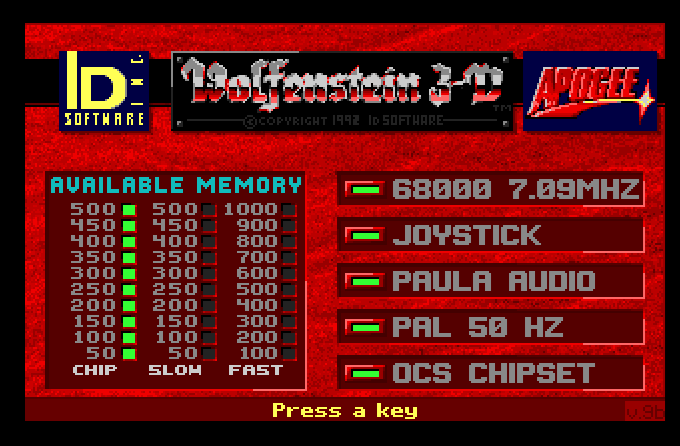 ID INC
SOFTWARE
Wolfenstein 3-D TM
©COPYRIGHT 1992 ID SOFTWARE
APOGEE
AVAILABLE MEMORY
500 500 1000
450 450 900
400 400 800
350 350 700
300 300 600
250 250 500
200 200 400
150 150 300
100 100 200
50 50 100
CHIP SLOW FAST
68000 7.09MHZ
JOYSTICK
PAULA AUDIO
PAL 50 HZ
OCS CHIPSET
Press a key